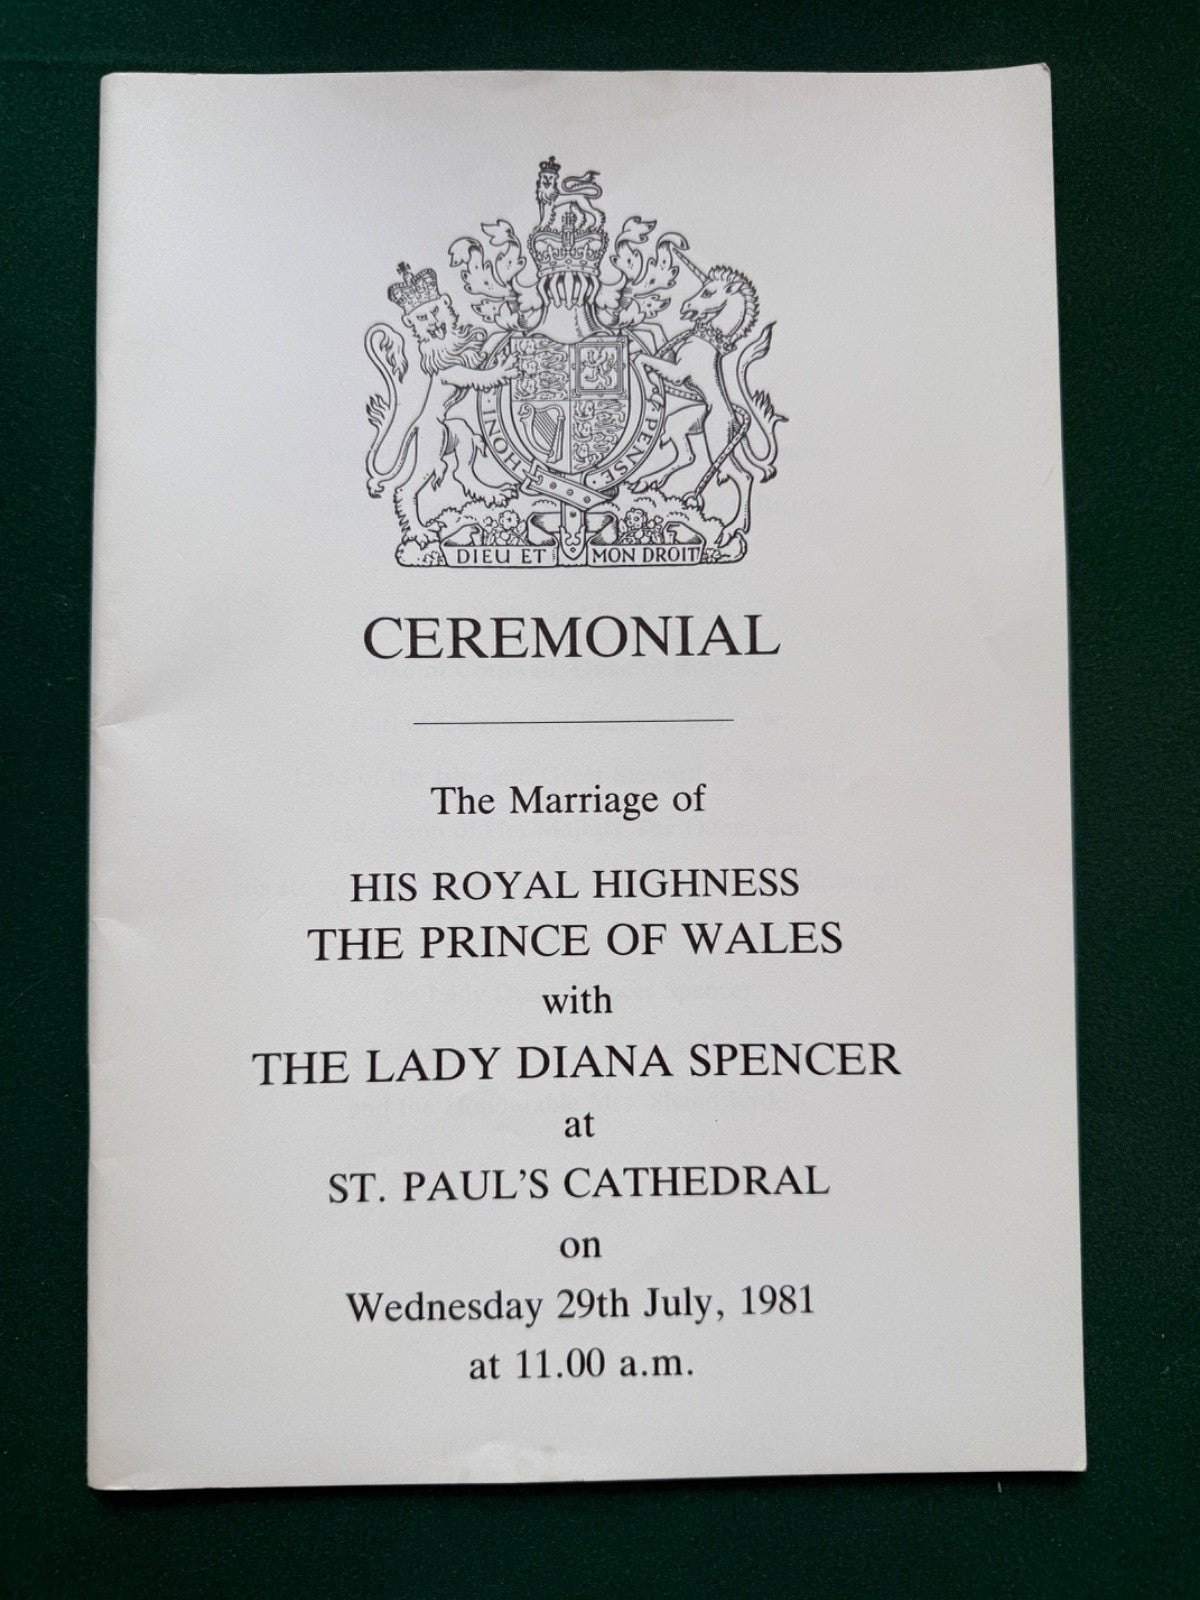 HONI
PENSE
DIEU ET MON DROIT
CEREMONIAL
The Marriage of
HIS ROYAL HIGHNESS
THE PRINCE OF WALES
with
THE LADY DIANA SPENCER
at
ST. PAUL'S CATHEDRAL
on
Wednesday 29th July, 1981
at 11.00 a.m.